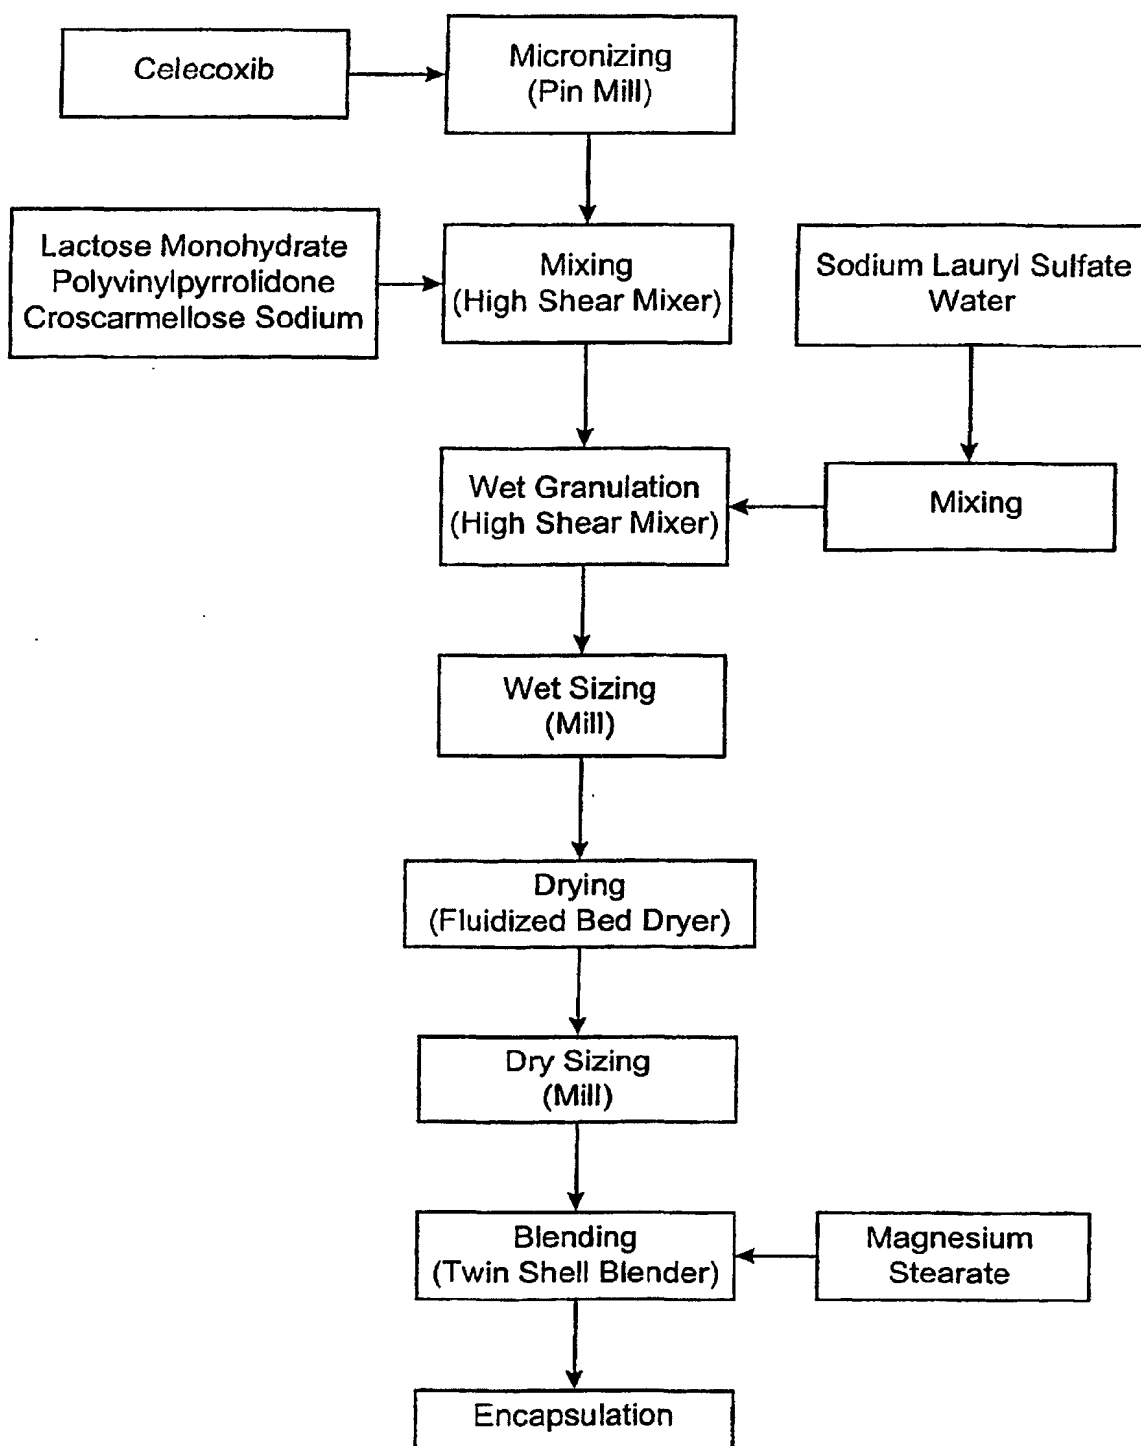 Celecoxib
Micronizing
(Pin Mill)
Lactose Monohydrate
Polyvinylpyrrolidone
Croscarmellose Sodium
Mixing
(High Shear Mixer)
Sodium Lauryl Sulfate
Water
Wet Granulation
(High Shear Mixer)
Mixing
Wet Sizing
(Mill)
Drying
(Fluidized Bed Dryer)
Dry Sizing
(Mill)
Blending
(Twin Shell Blender)
Magnesium
Stearate
Encapsulation